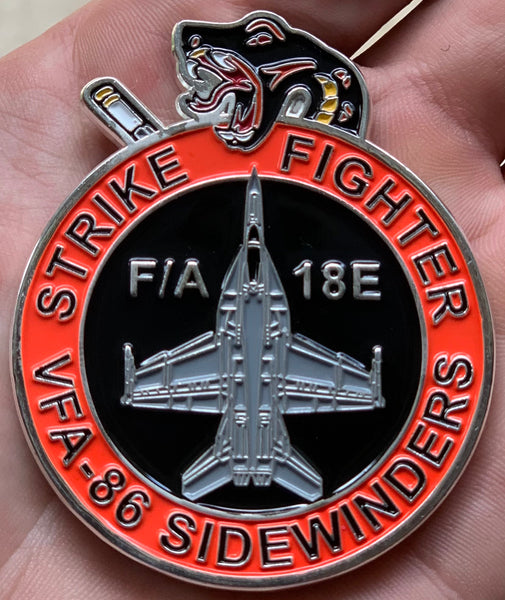 STRIKE FIGHTER
F/A 18E
VFA-86 SIDEWINDERS